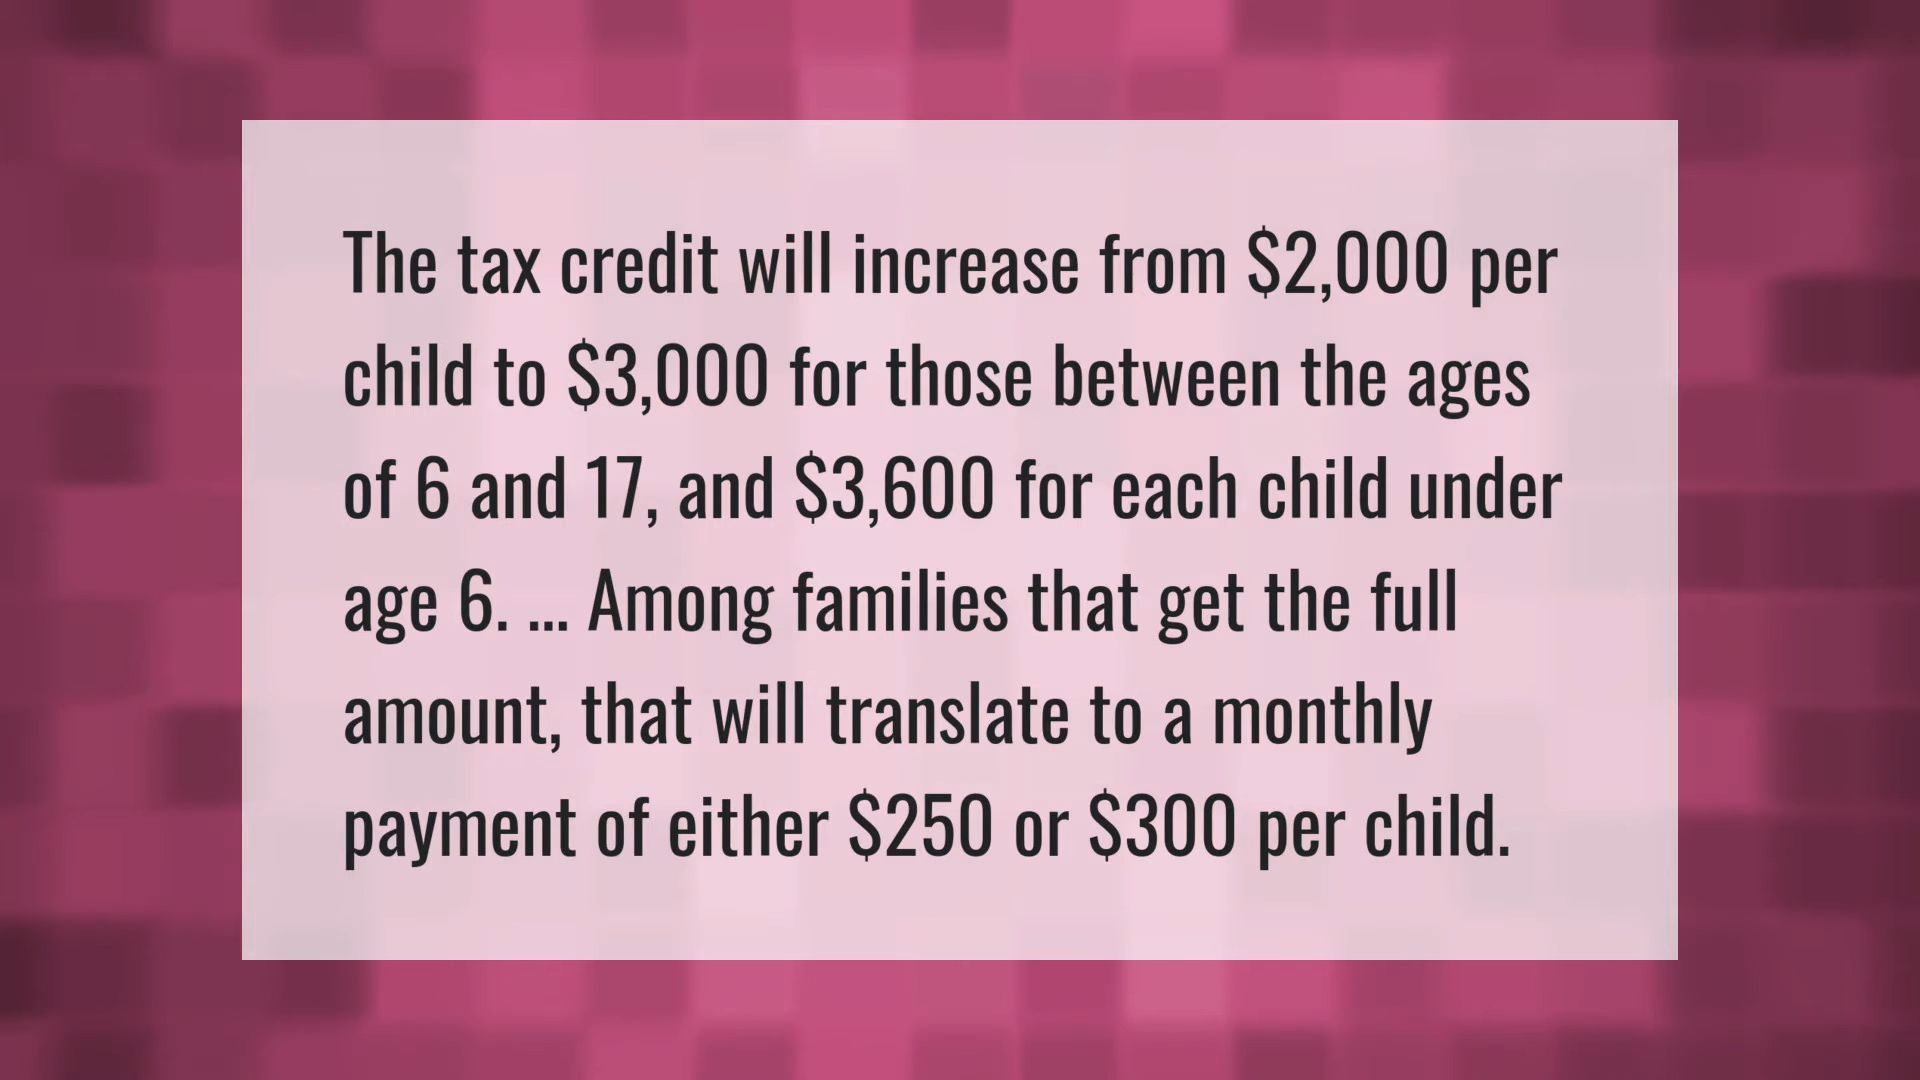 The tax credit will increase from $2,000 per
child to $3,000 for those between the ages
of 6 and 17, and $3,600 for each child under
age 6. ... Among families that get the full
amount, that will translate to a monthly
payment of either $250 or $300 per child.